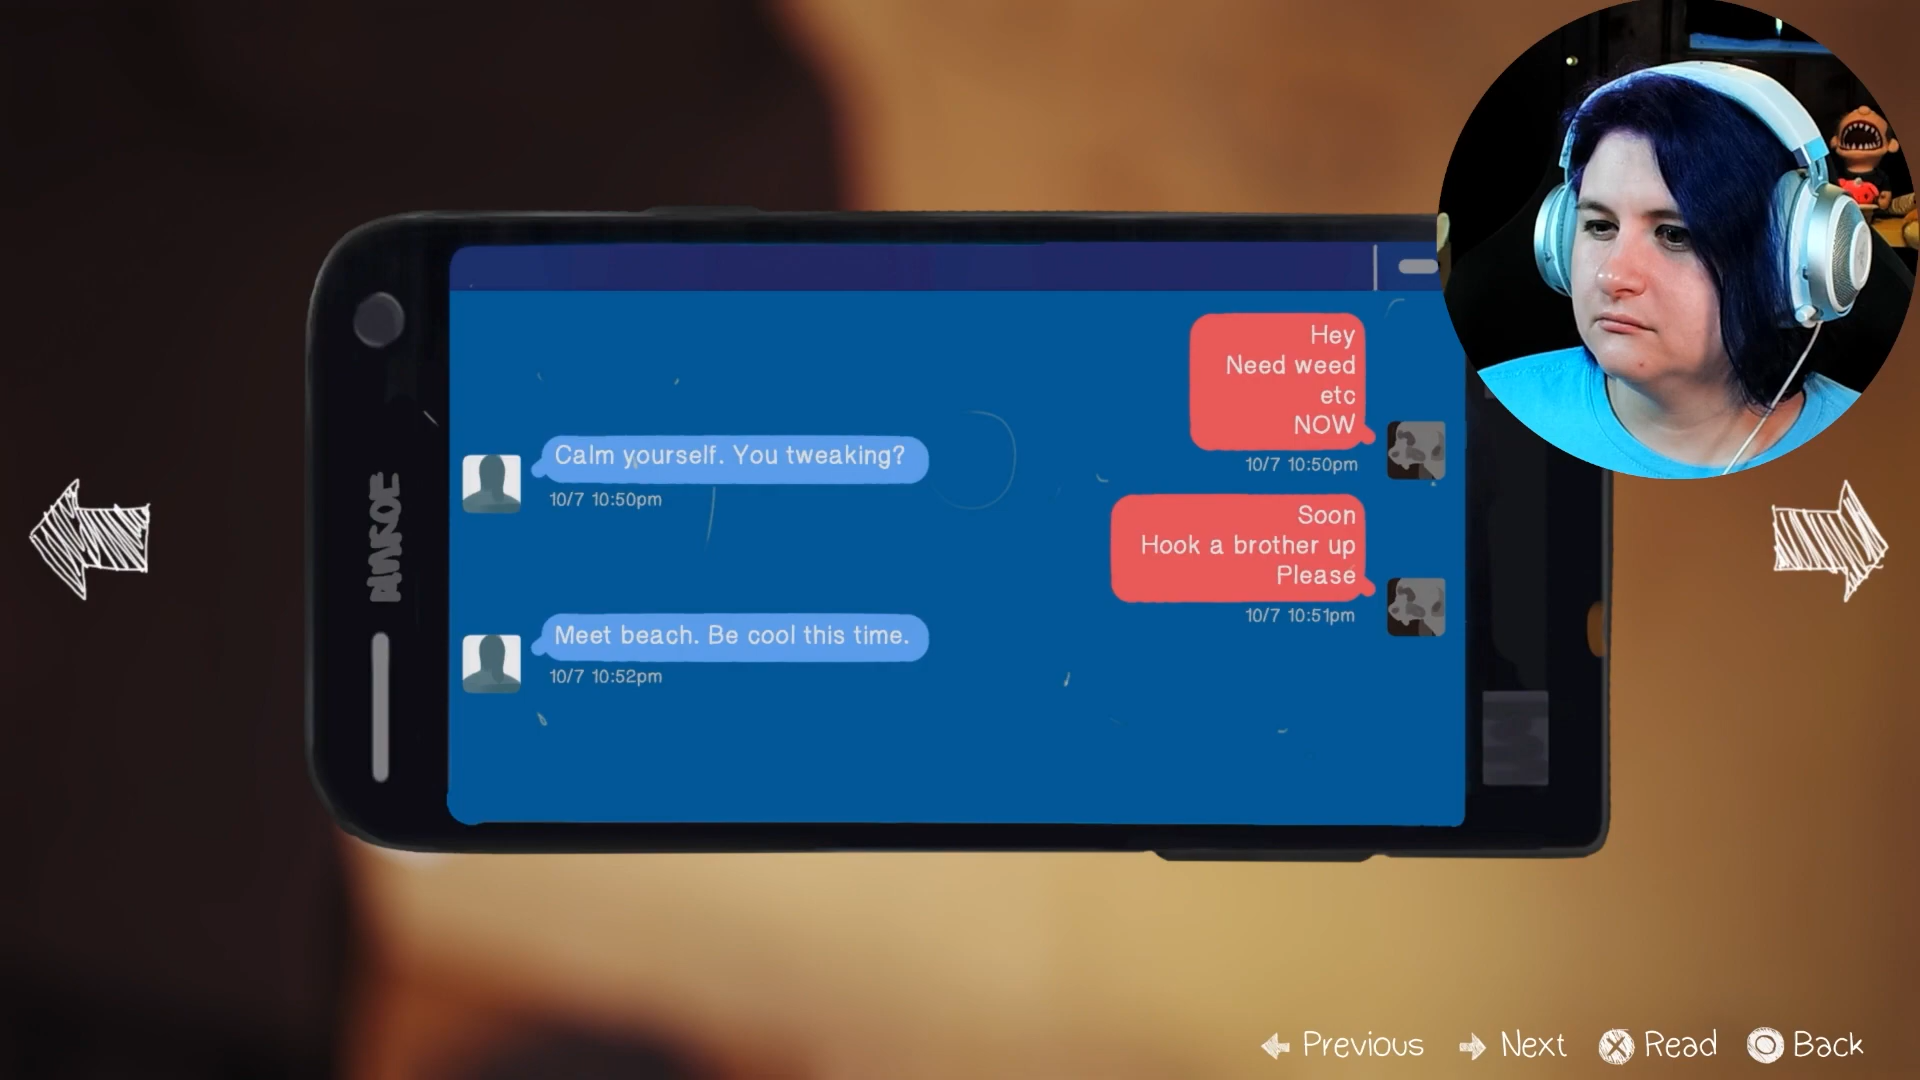 Hey
Need weed
etc
NOW
10/7 10:50pm
Calm yourself. You tweaking?
10/7 10:50pm
Soon
Hook a brother up
Please
10/7 10:51pm
Meet beach. Be cool this time.
10/7 10:52pm
Previous
Next
Read
Back